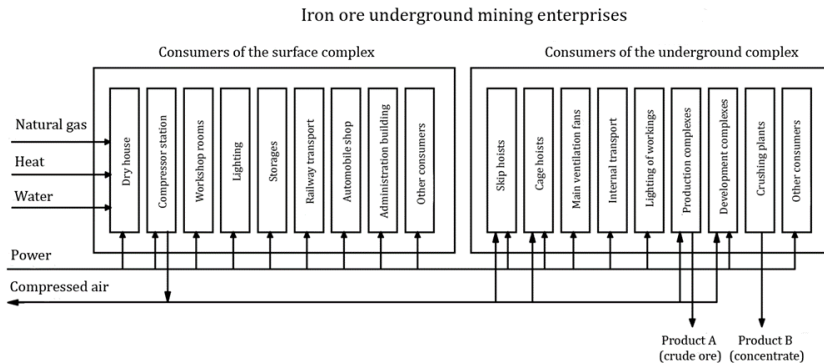 Iron ore underground mining enterprises
Consumers of the surface complex
Consumers of the underground complex
Natural gas
Heat
Water
Power
Compressed air
Dry house
Compressor station
Workshop rooms
Lighting
Storages
Railway transport
Automobile shop
Administration building
Other consumers
Skip hoists
Cage hoists
Main ventilation fans
Internal transport
Lighting of workings
Production complexes
Development complexes
Crushing plants
Other consumers
Product A
(crude ore)
Product B
(concentrate)